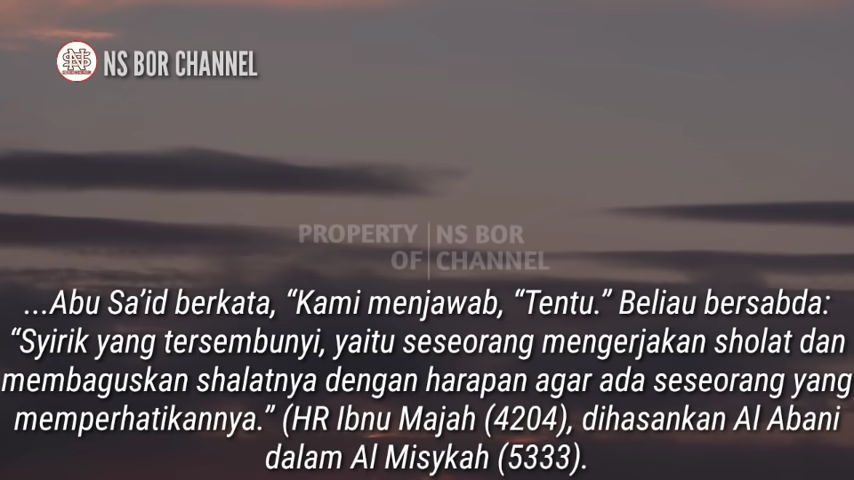 NS BOR CHANNEL
PROPERTY OF | NS BOR CHANNEL
...Abu Sa'id berkata, “Kami menjawab, “Tentu.” Beliau bersabda:
“Syirik yang tersembunyi, yaitu seseorang mengerjakan sholat dan
membaguskan shalatnya dengan harapan agar ada seseorang yang
memperhatikannya.” (HR Ibnu Majah (4204), dihasankan Al Abani
dalam Al Misykah (5333).